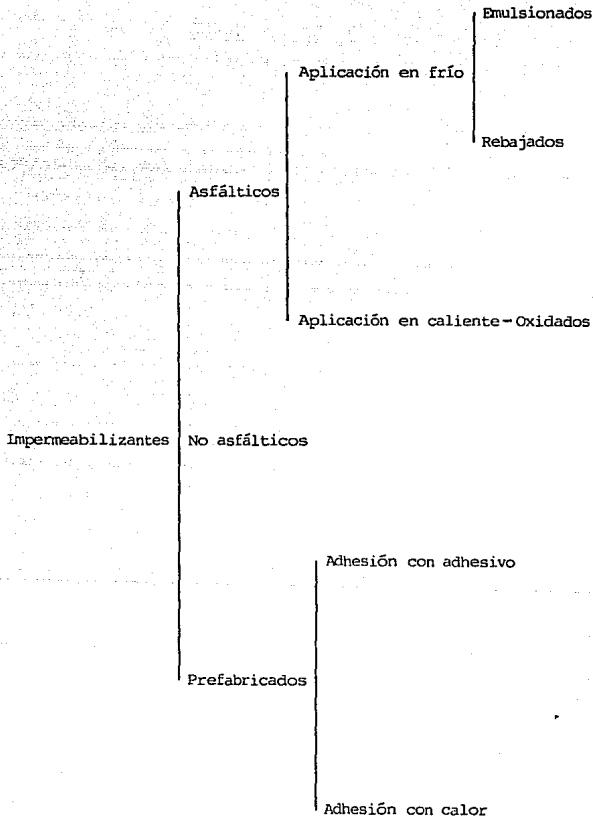 Emulsionados
Aplicación en frío
Rebajados
Asfálticos
Aplicación en caliente-Oxidados
Impermeabilizantes
No asfálticos
Adhesión con adhesivo
Prefabricados
Adhesión con calor